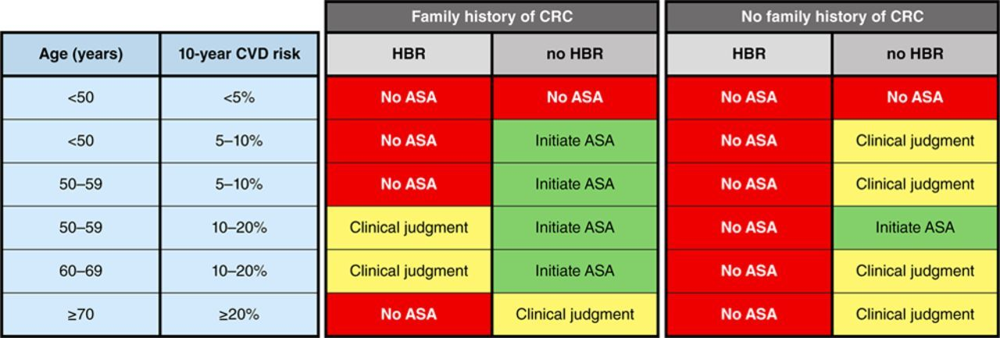 Family history of CRC No family history of CRC
Age (years) 10-year CVD risk HBR no HBR HBR no HBR
<50 <5% No ASA No ASA No ASA No ASA
<50 5–10% No ASA Initiate ASA No ASA Clinical judgment
50–59 5–10% No ASA Initiate ASA No ASA Clinical judgment
50–59 10–20% Clinical judgment Initiate ASA No ASA Initiate ASA
60–69 10–20% Clinical judgment Initiate ASA No ASA Clinical judgment
≥70 ≥20% No ASA Clinical judgment No ASA Clinical judgment